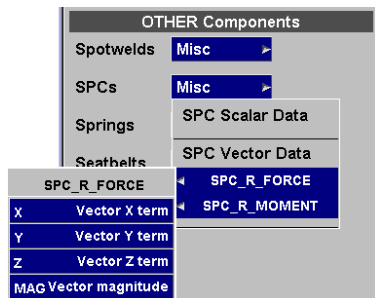 OTHER Components
Spotwelds Misc
SPCs Misc
Springs
SPC Scalar Data
Seatbelts
SPC Vector Data
SPC_R_FORCE
SPC_R_MOMENT
SPC_R_FORCE
X Vector X term
Y Vector Y term
Z Vector Z term
MAG Vector magnitude